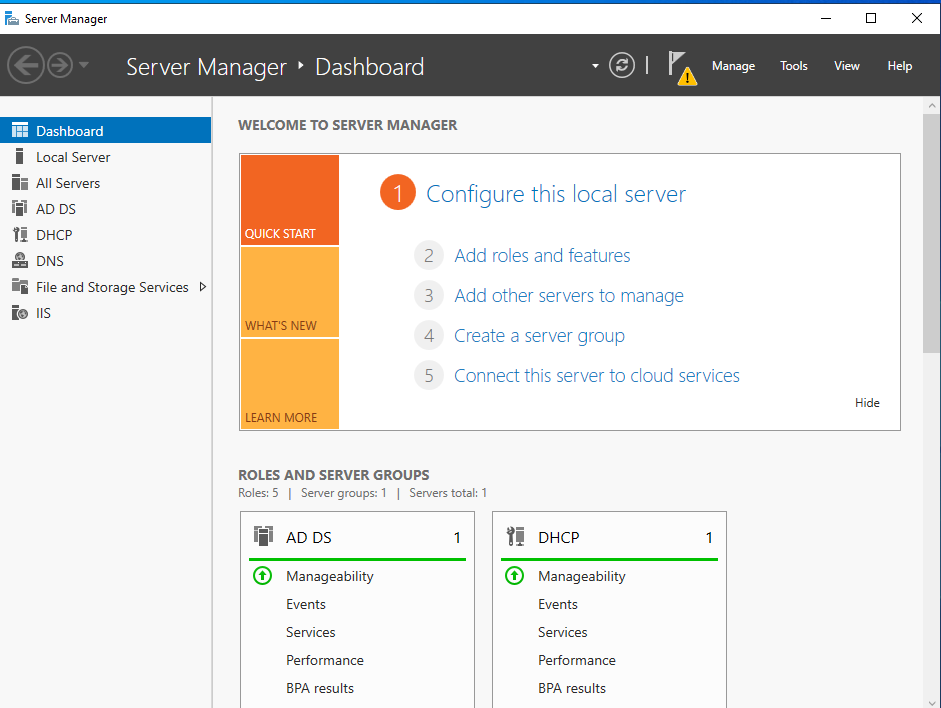 Server Manager
Server Manager ‣ Dashboard
Manage Tools View Help
Dashboard
Local Server
All Servers
AD DS
DHCP
DNS
File and Storage Services
IIS
WELCOME TO SERVER MANAGER
QUICK START
WHAT'S NEW
LEARN MORE
1 Configure this local server
2 Add roles and features
3 Add other servers to manage
4 Create a server group
5 Connect this server to cloud services
Hide
ROLES AND SERVER GROUPS
Roles: 5 | Server groups: 1 | Servers total: 1
AD DS 1
Manageability
Events
Services
Performance
BPA results
DHCP 1
Manageability
Events
Services
Performance
BPA results